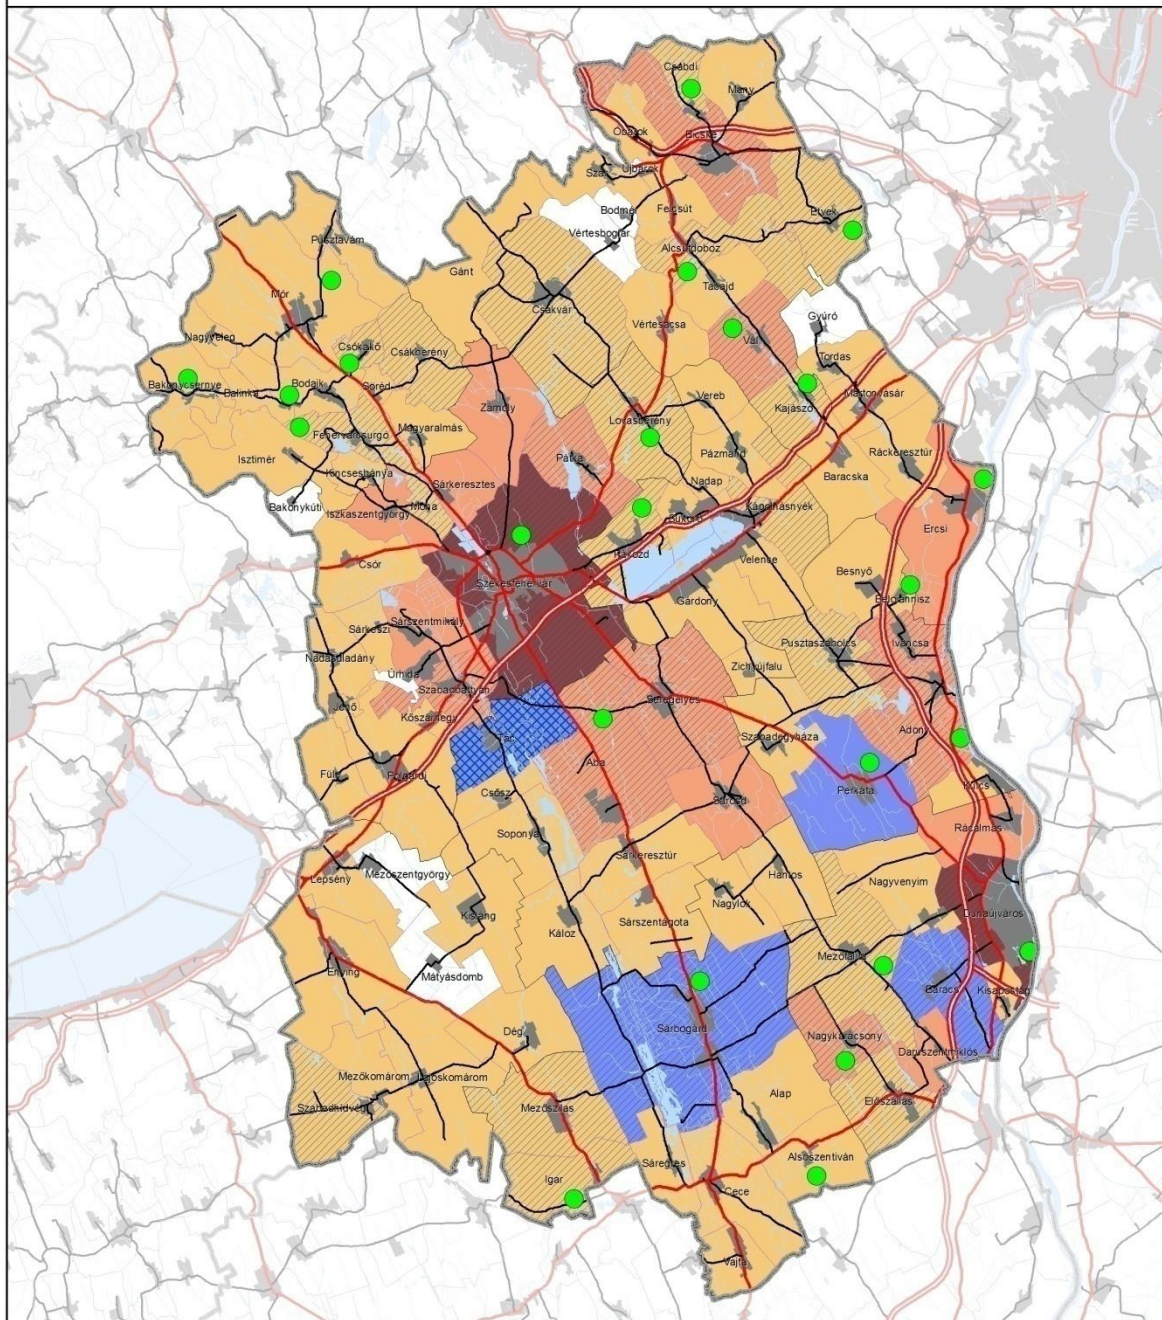 Csabdi
Mány
Óbarok
Bicske
Szár
Újbarok
Bodmér
Felcsút
Etyek
Vértesboglár
Pusztavám
Alcsútdoboz
Gánt
Tabajd
Mór
Csákvár
Vértesacsa
Gyúró
Nagyveleg
Vál
Csókakő
Csákberény
Tordas
Bakonycsernye
Balinka
Bodajk
Söréd
Kajászó
Martonvásár
Vereb
Zámoly
Lovasberény
Fehérvárcsurgó
Magyaralmás
Pázmánd
Isztimér
Pátka
Ráckeresztúr
Kincsesbánya
Nadap
Baracska
Sárkeresztes
Bakonykúti
Moha
Iszkaszentgyörgy
Sukoró
Kápolnásnyék
Ercsi
Pákozd
Csór
Velence
Székesfehérvár
Besnyő
Gárdony
Beloiannisz
Sárszentmihály
Sárkeszi
Iváncsa
Nádasdladány
Pusztaszabolcs
Zichyújfalu
Úrhida
Szabadbattyán
Seregélyes
Jenő
Kőszárhegy
Adony
Tác
Szabadegyháza
Aba
Füle
Polgárdi
Kulcs
Perkáta
Csősz
Sárosd
Soponya
Rácalmás
Sárkeresztúr
Lepsény
Mezőszentgyörgy
Hantos
Nagyvenyim
Nagylók
Kisláng
Dunaújváros
Káloz
Sárszentágota
Mezőfalva
Enying
Mátyásdomb
Baracs
Kisapostag
Sárbogárd
Dég
Nagykarácsony
Daruszentmiklós
Mezőkomárom
Lajoskomárom
Alap
Szabadhídvég
Mezőszilas
Előszállás
Alsószentiván
Sáregres
Igar
Cece
Vajta